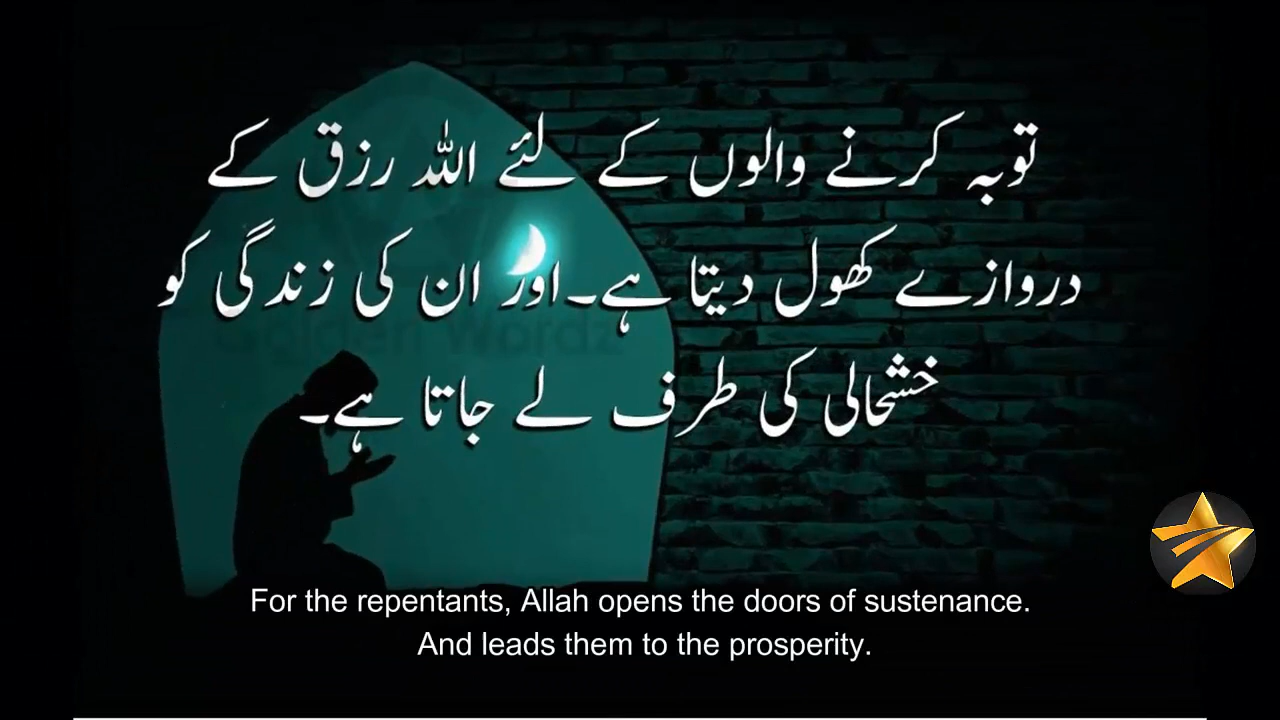 توبہ کرنے والوں کے لئے اللہ رزق کے
دروازے کھول دیتا ہے۔اور ان کی زندگی کو
خشحالی کی طرف لے جاتا ہے۔
Golden Wordz
For the repentants, Allah opens the doors of sustenance.
And leads them to the prosperity.